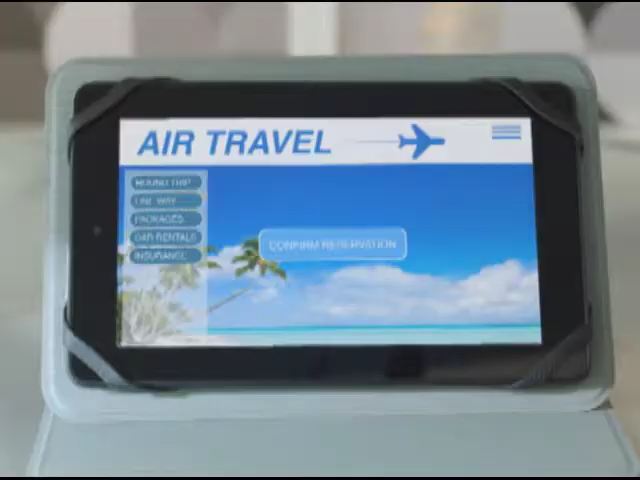 AIR TRAVEL
ROUND TRIP
ONE WAY
PACKAGES
CAR RENTALS
INSURANCE
CONFIRM RESERVATION